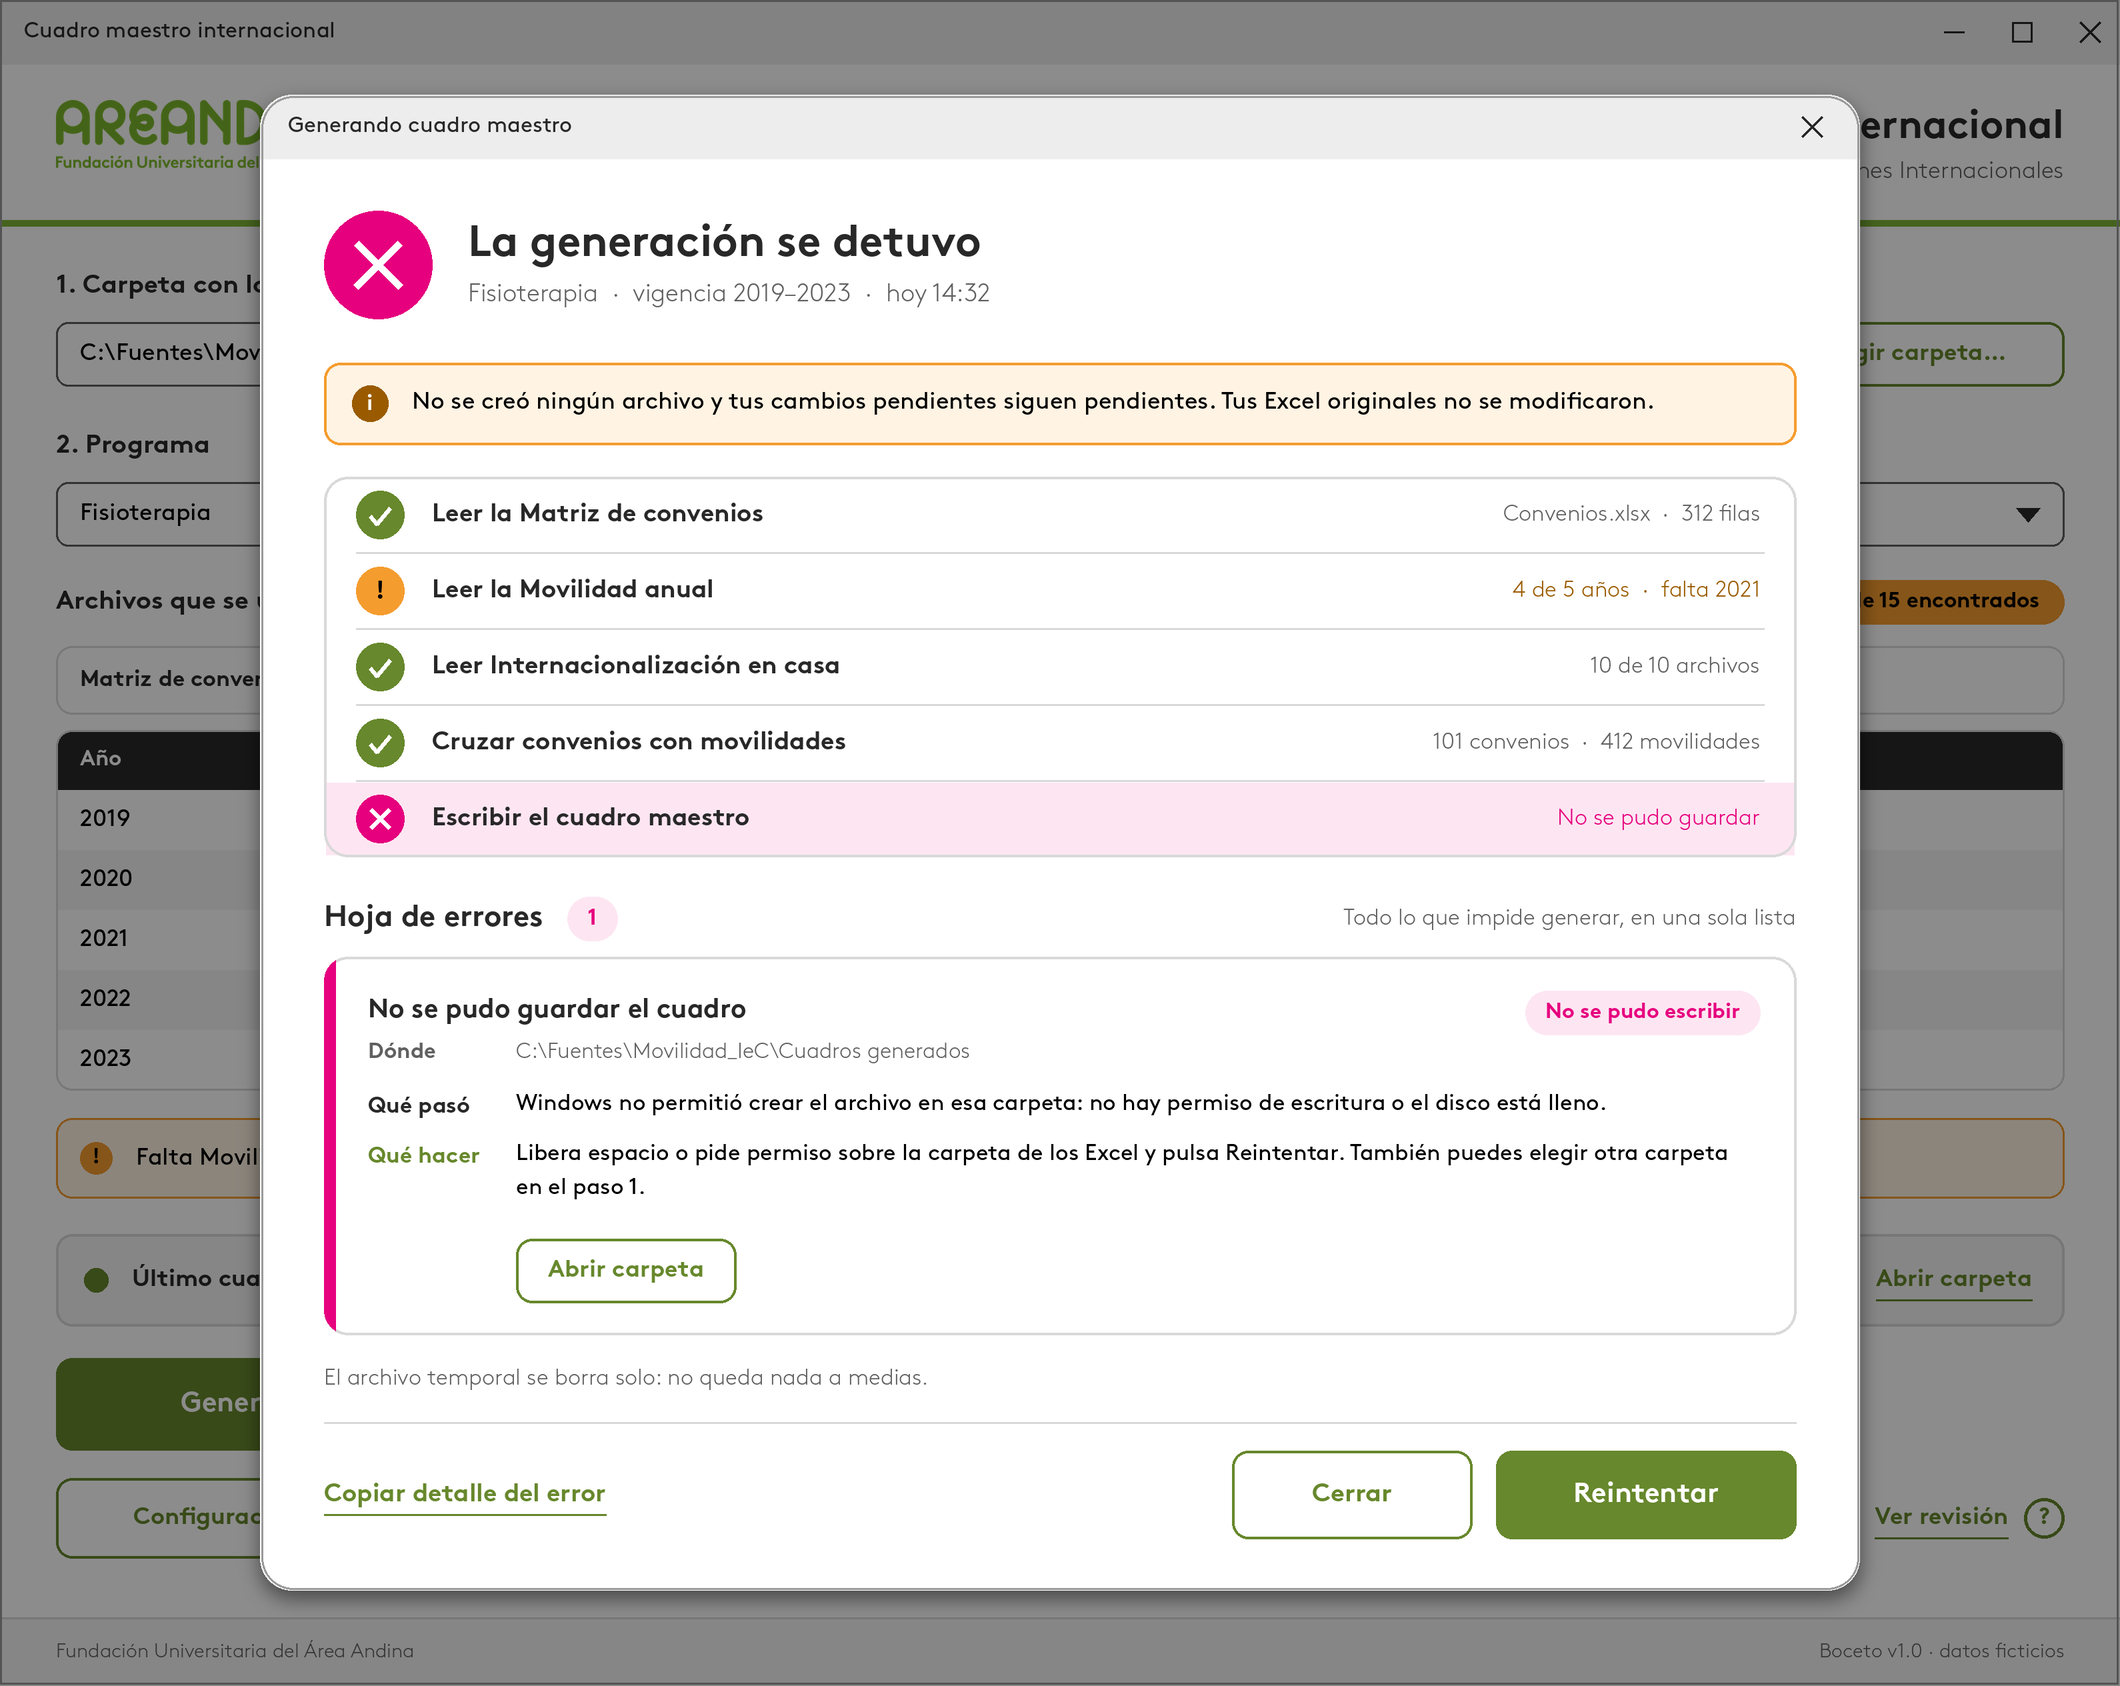 Cuadro maestro internacional
AREAND
Fundación Universitaria del
ernacional
nes Internacionales
Generando cuadro maestro
La generación se detuvo
Fisioterapia · vigencia 2019–2023 · hoy 14:32
1. Carpeta con lo
C:\Fuentes\Mov
gir carpeta...
No se creó ningún archivo y tus cambios pendientes siguen pendientes. Tus Excel originales no se modificaron.
2. Programa
Fisioterapia
Leer la Matriz de convenios
Convenios.xlsx · 312 filas
! Leer la Movilidad anual
4 de 5 años · falta 2021
Leer Internacionalización en casa
10 de 10 archivos
Cruzar convenios con movilidades
101 convenios · 412 movilidades
Escribir el cuadro maestro
No se pudo guardar
Archivos que se
e 15 encontrados
Matriz de conve
Año
2019
2020
2021
2022
2023
Hoja de errores 1
Todo lo que impide generar, en una sola lista
No se pudo guardar el cuadro
No se pudo escribir
Dónde C:\Fuentes\Movilidad_IeC\Cuadros generados
Qué pasó Windows no permitió crear el archivo en esa carpeta: no hay permiso de escritura o el disco está lleno.
Qué hacer Libera espacio o pide permiso sobre la carpeta de los Excel y pulsa Reintentar. También puedes elegir otra carpeta
en el paso 1.
Abrir carpeta
! Falta Movil
Último cua
Abrir carpeta
El archivo temporal se borra solo: no queda nada a medias.
Gener
Copiar detalle del error
Cerrar
Reintentar
Configurac
Ver revisión ?
Fundación Universitaria del Área Andina
Boceto v1.0 · datos ficticios